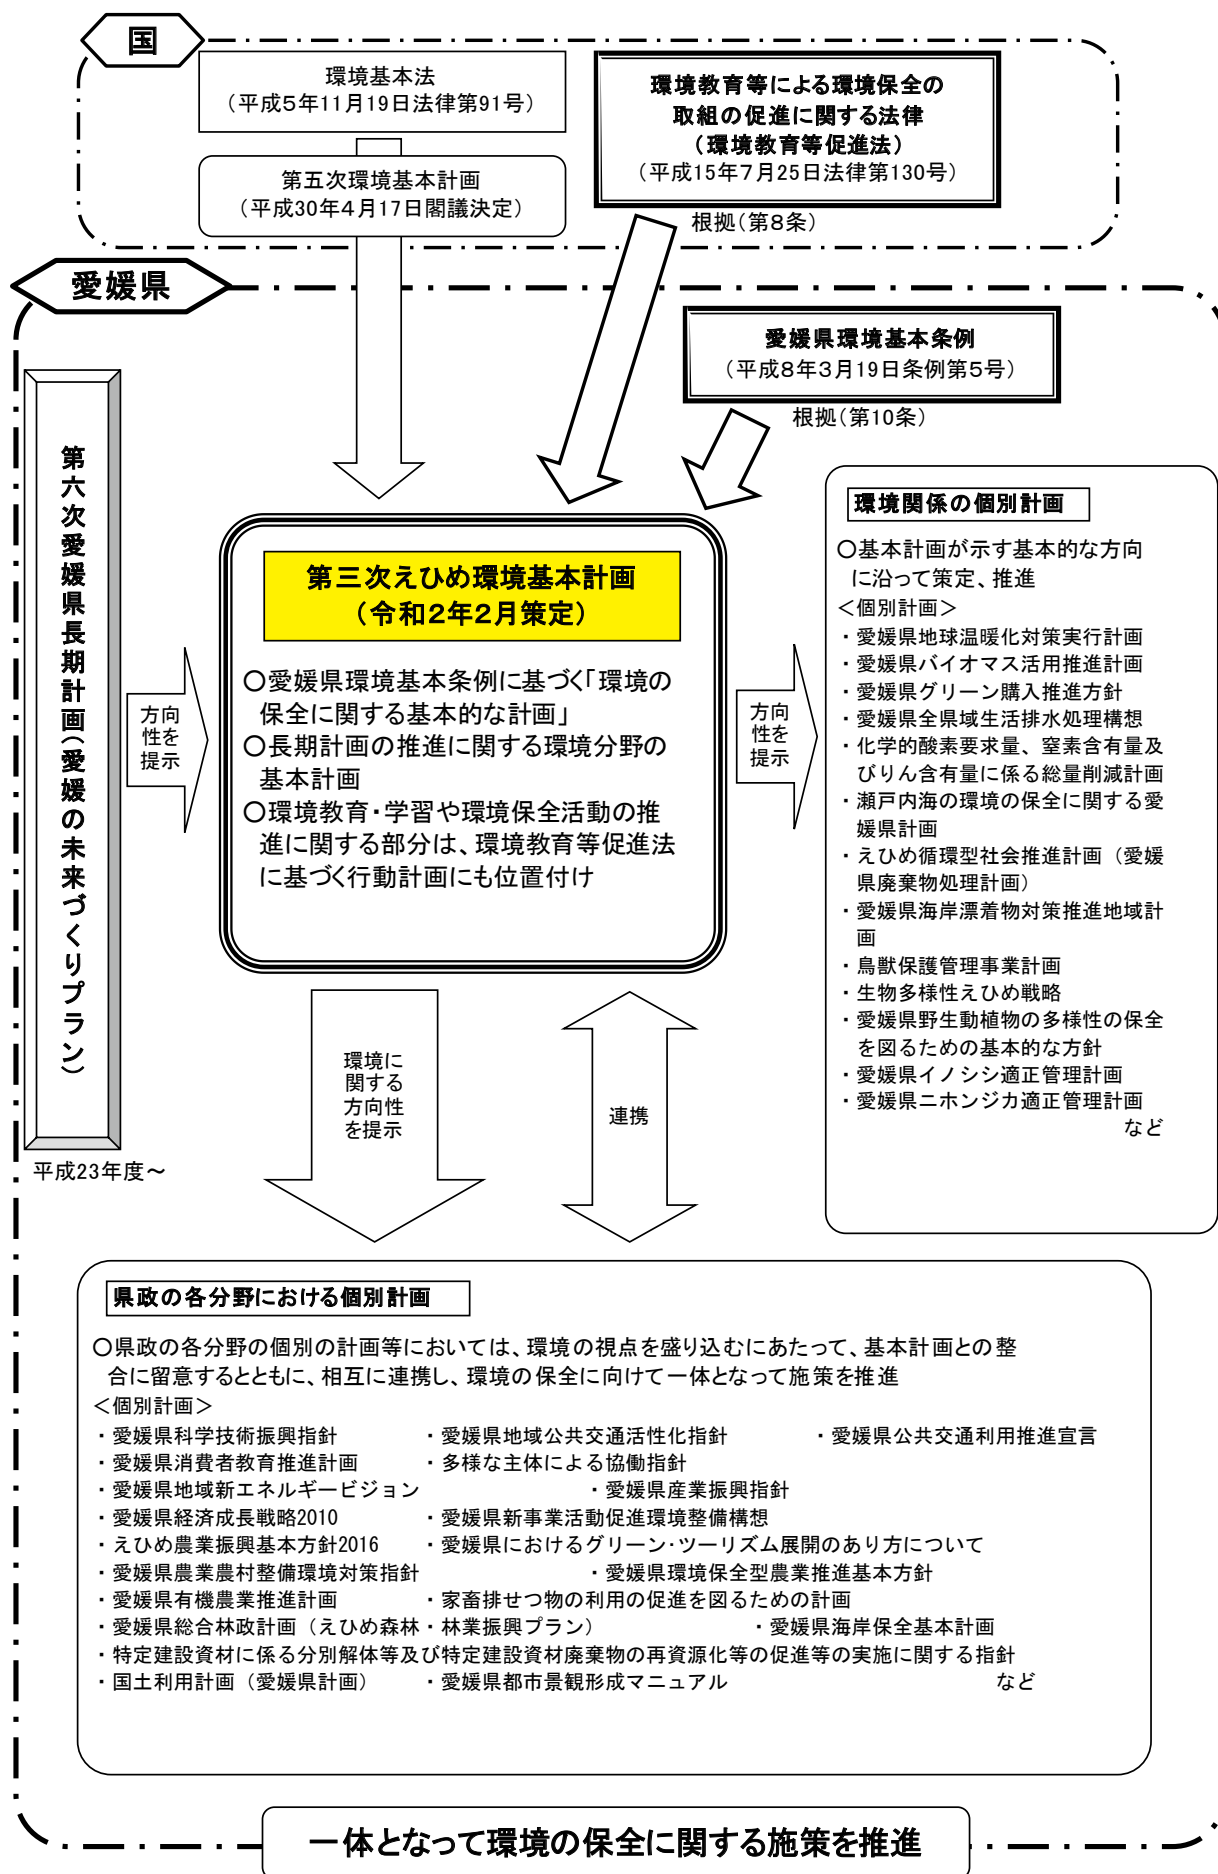 国
環境基本法
（平成５年11月19日法律第91号）
第五次環境基本計画
（平成30年４月17日閣議決定）
環境教育等による環境保全の
取組の促進に関する法律
（環境教育等促進法）
（平成15年７月25日法律第130号）
根拠（第８条）
愛媛県
愛媛県環境基本条例
（平成８年３月19日条例第５号）
根拠（第10条）
第六次愛媛県長期計画（愛媛の未来づくりプラン）
平成23年度～
方向
性を
提示
第三次えひめ環境基本計画
（令和２年２月策定）
○愛媛県環境基本条例に基づく「環境の
保全に関する基本的な計画」
○長期計画の推進に関する環境分野の
基本計画
○環境教育・学習や環境保全活動の推
進に関する部分は、環境教育等促進法
に基づく行動計画にも位置付け
方向
性を
提示
環境関係の個別計画
○基本計画が示す基本的な方向
に沿って策定、推進
＜個別計画＞
・愛媛県地球温暖化対策実行計画
・愛媛県バイオマス活用推進計画
・愛媛県グリーン購入推進方針
・愛媛県全県域生活排水処理構想
・化学的酸素要求量、窒素含有量及
びりん含有量に係る総量削減計画
・瀬戸内海の環境の保全に関する愛
媛県計画
・えひめ循環型社会推進計画（愛媛
県廃棄物処理計画）
・愛媛県海岸漂着物対策推進地域計
画
・鳥獣保護管理事業計画
・生物多様性えひめ戦略
・愛媛県野生動植物の多様性の保全
を図るための基本的な方針
・愛媛県イノシシ適正管理計画
・愛媛県ニホンジカ適正管理計画
など
環境に
関する
方向性
を提示
連携
県政の各分野における個別計画
○県政の各分野の個別の計画等においては、環境の視点を盛り込むにあたって、基本計画との整
合に留意するとともに、相互に連携し、環境の保全に向けて一体となって施策を推進
＜個別計画＞
・愛媛県科学技術振興指針　・愛媛県地域公共交通活性化指針　・愛媛県公共交通利用推進宣言
・愛媛県消費者教育推進計画　・多様な主体による協働指針
・愛媛県地域新エネルギービジョン　・愛媛県産業振興指針
・愛媛県経済成長戦略2010　・愛媛県新事業活動促進環境整備構想
・えひめ農業振興基本方針2016　・愛媛県におけるグリーン・ツーリズム展開のあり方について
・愛媛県農業農村整備環境対策指針　・愛媛県環境保全型農業推進基本方針
・愛媛県有機農業推進計画　・家畜排せつ物の利用の促進を図るための計画
・愛媛県総合林政計画（えひめ森林・林業振興プラン）　・愛媛県海岸保全基本計画
・特定建設資材に係る分別解体等及び特定建設資材廃棄物の再資源化等の促進等の実施に関する指針
・国土利用計画（愛媛県計画）　・愛媛県都市景観形成マニュアル　など
一体となって環境の保全に関する施策を推進